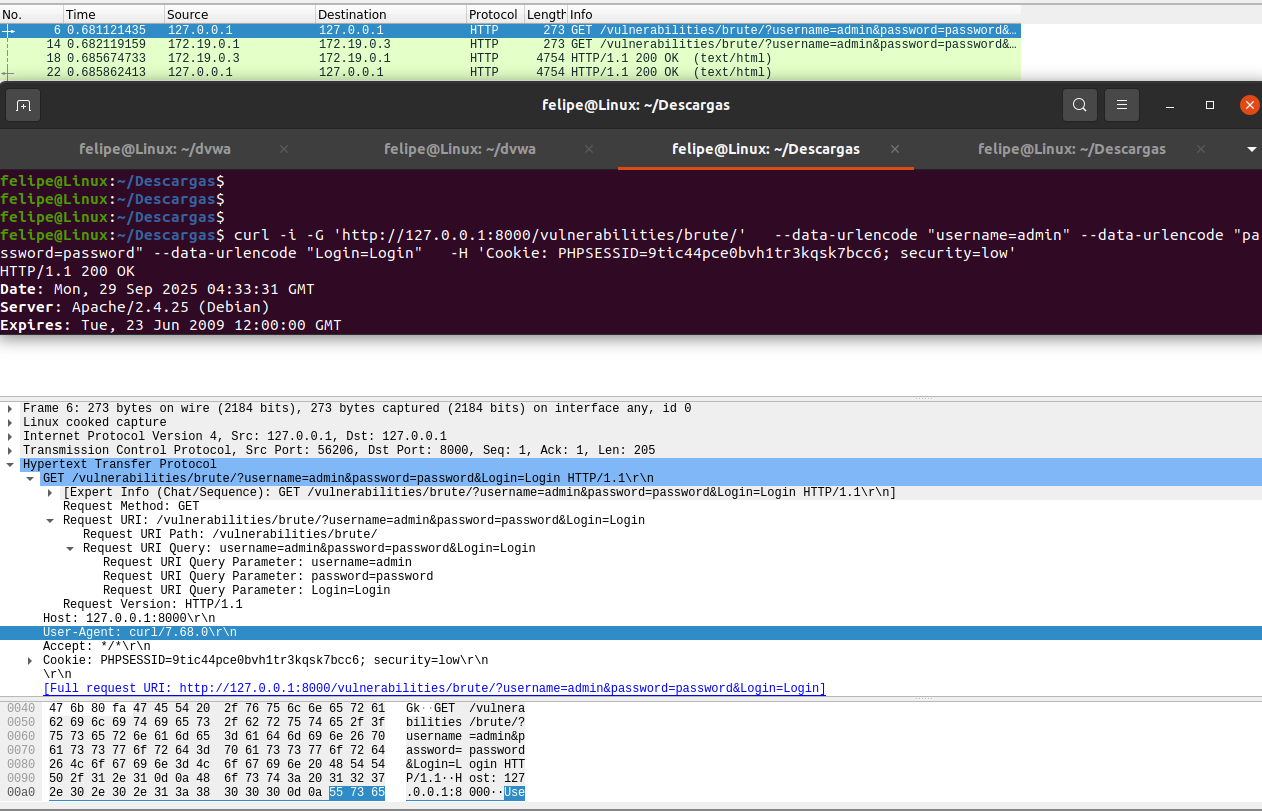 No. Time Source Destination Protocol Length Info
6 0.681121435 127.0.0.1 127.0.0.1 HTTP 273 GET /vulnerabilities/brute/?username=admin&password=password&…
14 0.682119159 172.19.0.1 172.19.0.3 HTTP 273 GET /vulnerabilities/brute/?username=admin&password=password&…
18 0.685674733 172.19.0.3 172.19.0.1 HTTP 4754 HTTP/1.1 200 OK  (text/html)
22 0.685862413 127.0.0.1 127.0.0.1 HTTP 4754 HTTP/1.1 200 OK  (text/html)
felipe@Linux: ~/Descargas
felipe@Linux: ~/dvwa felipe@Linux: ~/dvwa felipe@Linux: ~/Descargas felipe@Linux: ~/Descargas
felipe@Linux:~/Descargas$
felipe@Linux:~/Descargas$
felipe@Linux:~/Descargas$
felipe@Linux:~/Descargas$ curl -i -G 'http://127.0.0.1:8000/vulnerabilities/brute/'   --data-urlencode "username=admin" --data-urlencode "pa
ssword=password" --data-urlencode "Login=Login"   -H 'Cookie: PHPSESSID=9tic44pce0bvh1tr3kqsk7bcc6; security=low'
HTTP/1.1 200 OK
Date: Mon, 29 Sep 2025 04:33:31 GMT
Server: Apache/2.4.25 (Debian)
Expires: Tue, 23 Jun 2009 12:00:00 GMT
Frame 6: 273 bytes on wire (2184 bits), 273 bytes captured (2184 bits) on interface any, id 0
Linux cooked capture
Internet Protocol Version 4, Src: 127.0.0.1, Dst: 127.0.0.1
Transmission Control Protocol, Src Port: 56206, Dst Port: 8000, Seq: 1, Ack: 1, Len: 205
Hypertext Transfer Protocol
GET /vulnerabilities/brute/?username=admin&password=password&Login=Login HTTP/1.1\r\n
[Expert Info (Chat/Sequence): GET /vulnerabilities/brute/?username=admin&password=password&Login=Login HTTP/1.1\r\n]
Request Method: GET
Request URI: /vulnerabilities/brute/?username=admin&password=password&Login=Login
Request URI Path: /vulnerabilities/brute/
Request URI Query: username=admin&password=password&Login=Login
Request URI Query Parameter: username=admin
Request URI Query Parameter: password=password
Request URI Query Parameter: Login=Login
Request Version: HTTP/1.1
Host: 127.0.0.1:8000\r\n
User-Agent: curl/7.68.0\r\n
Accept: */*\r\n
Cookie: PHPSESSID=9tic44pce0bvh1tr3kqsk7bcc6; security=low\r\n
\r\n
[Full request URI: http://127.0.0.1:8000/vulnerabilities/brute/?username=admin&password=password&Login=Login]
0040 47 6b 80 fa 47 45 54 20 2f 76 75 6c 6e 65 72 61 Gk··GET /vulnera
0050 62 69 6c 69 74 69 65 73 2f 62 72 75 74 65 2f 3f bilities /brute/?
0060 75 73 65 72 6e 61 6d 65 3d 61 64 6d 69 6e 26 70 username =admin&p
0070 61 73 73 77 6f 72 64 3d 70 61 73 73 77 6f 72 64 assword= password
0080 26 4c 6f 67 69 6e 3d 4c 6f 67 69 6e 20 48 54 54 &Login=L ogin HTT
0090 50 2f 31 2e 31 0d 0a 48 6f 73 74 3a 20 31 32 37 P/1.1··H ost: 127
00a0 2e 30 2e 30 2e 31 3a 38 30 30 30 0d 0a 55 73 65 .0.0.1:8 000··Use